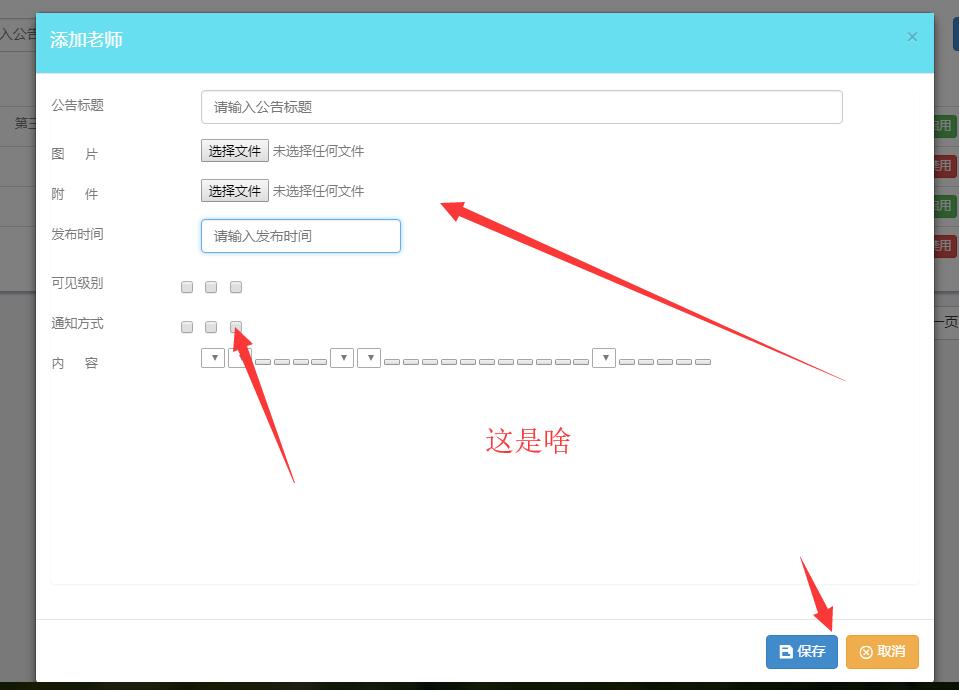 添加老师
×
入公告
公告标题
请输入公告标题
第三
图 片
选择文件 未选择任何文件
启用
禁用
附 件
选择文件 未选择任何文件
启用
发布时间
请输入发布时间
禁用
可见级别
通知方式
一页
内 容
这是啥
保存
取消